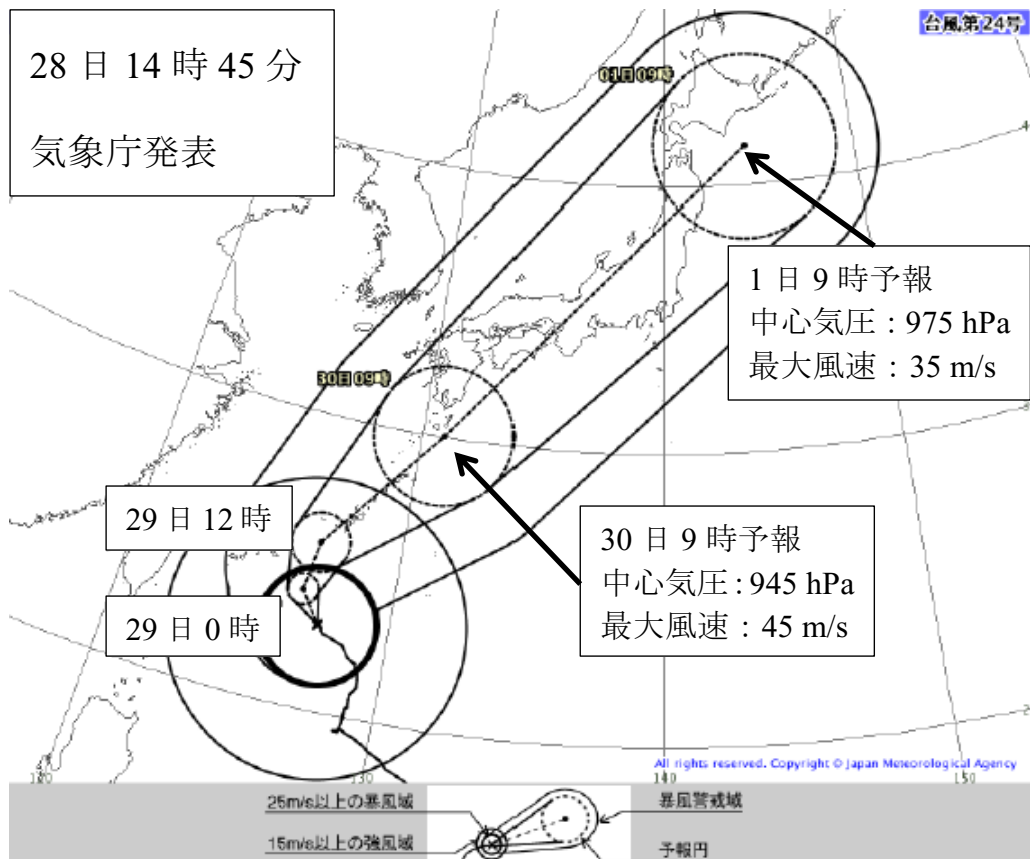 台風第24号
28 日 14 時 45 分
気象庁発表
01日09時
1 日 9 時予報
中心気圧：975 hPa
最大風速：35 m/s
30日09時
29 日 12 時
30 日 9 時予報
中心気圧：945 hPa
最大風速：45 m/s
29 日 0 時
All rights reserved. Copyright © Japan Meteorological Agency
120
130
140
150
25m/s以上の暴風域
暴風警戒域
15m/s以上の強風域
予報円